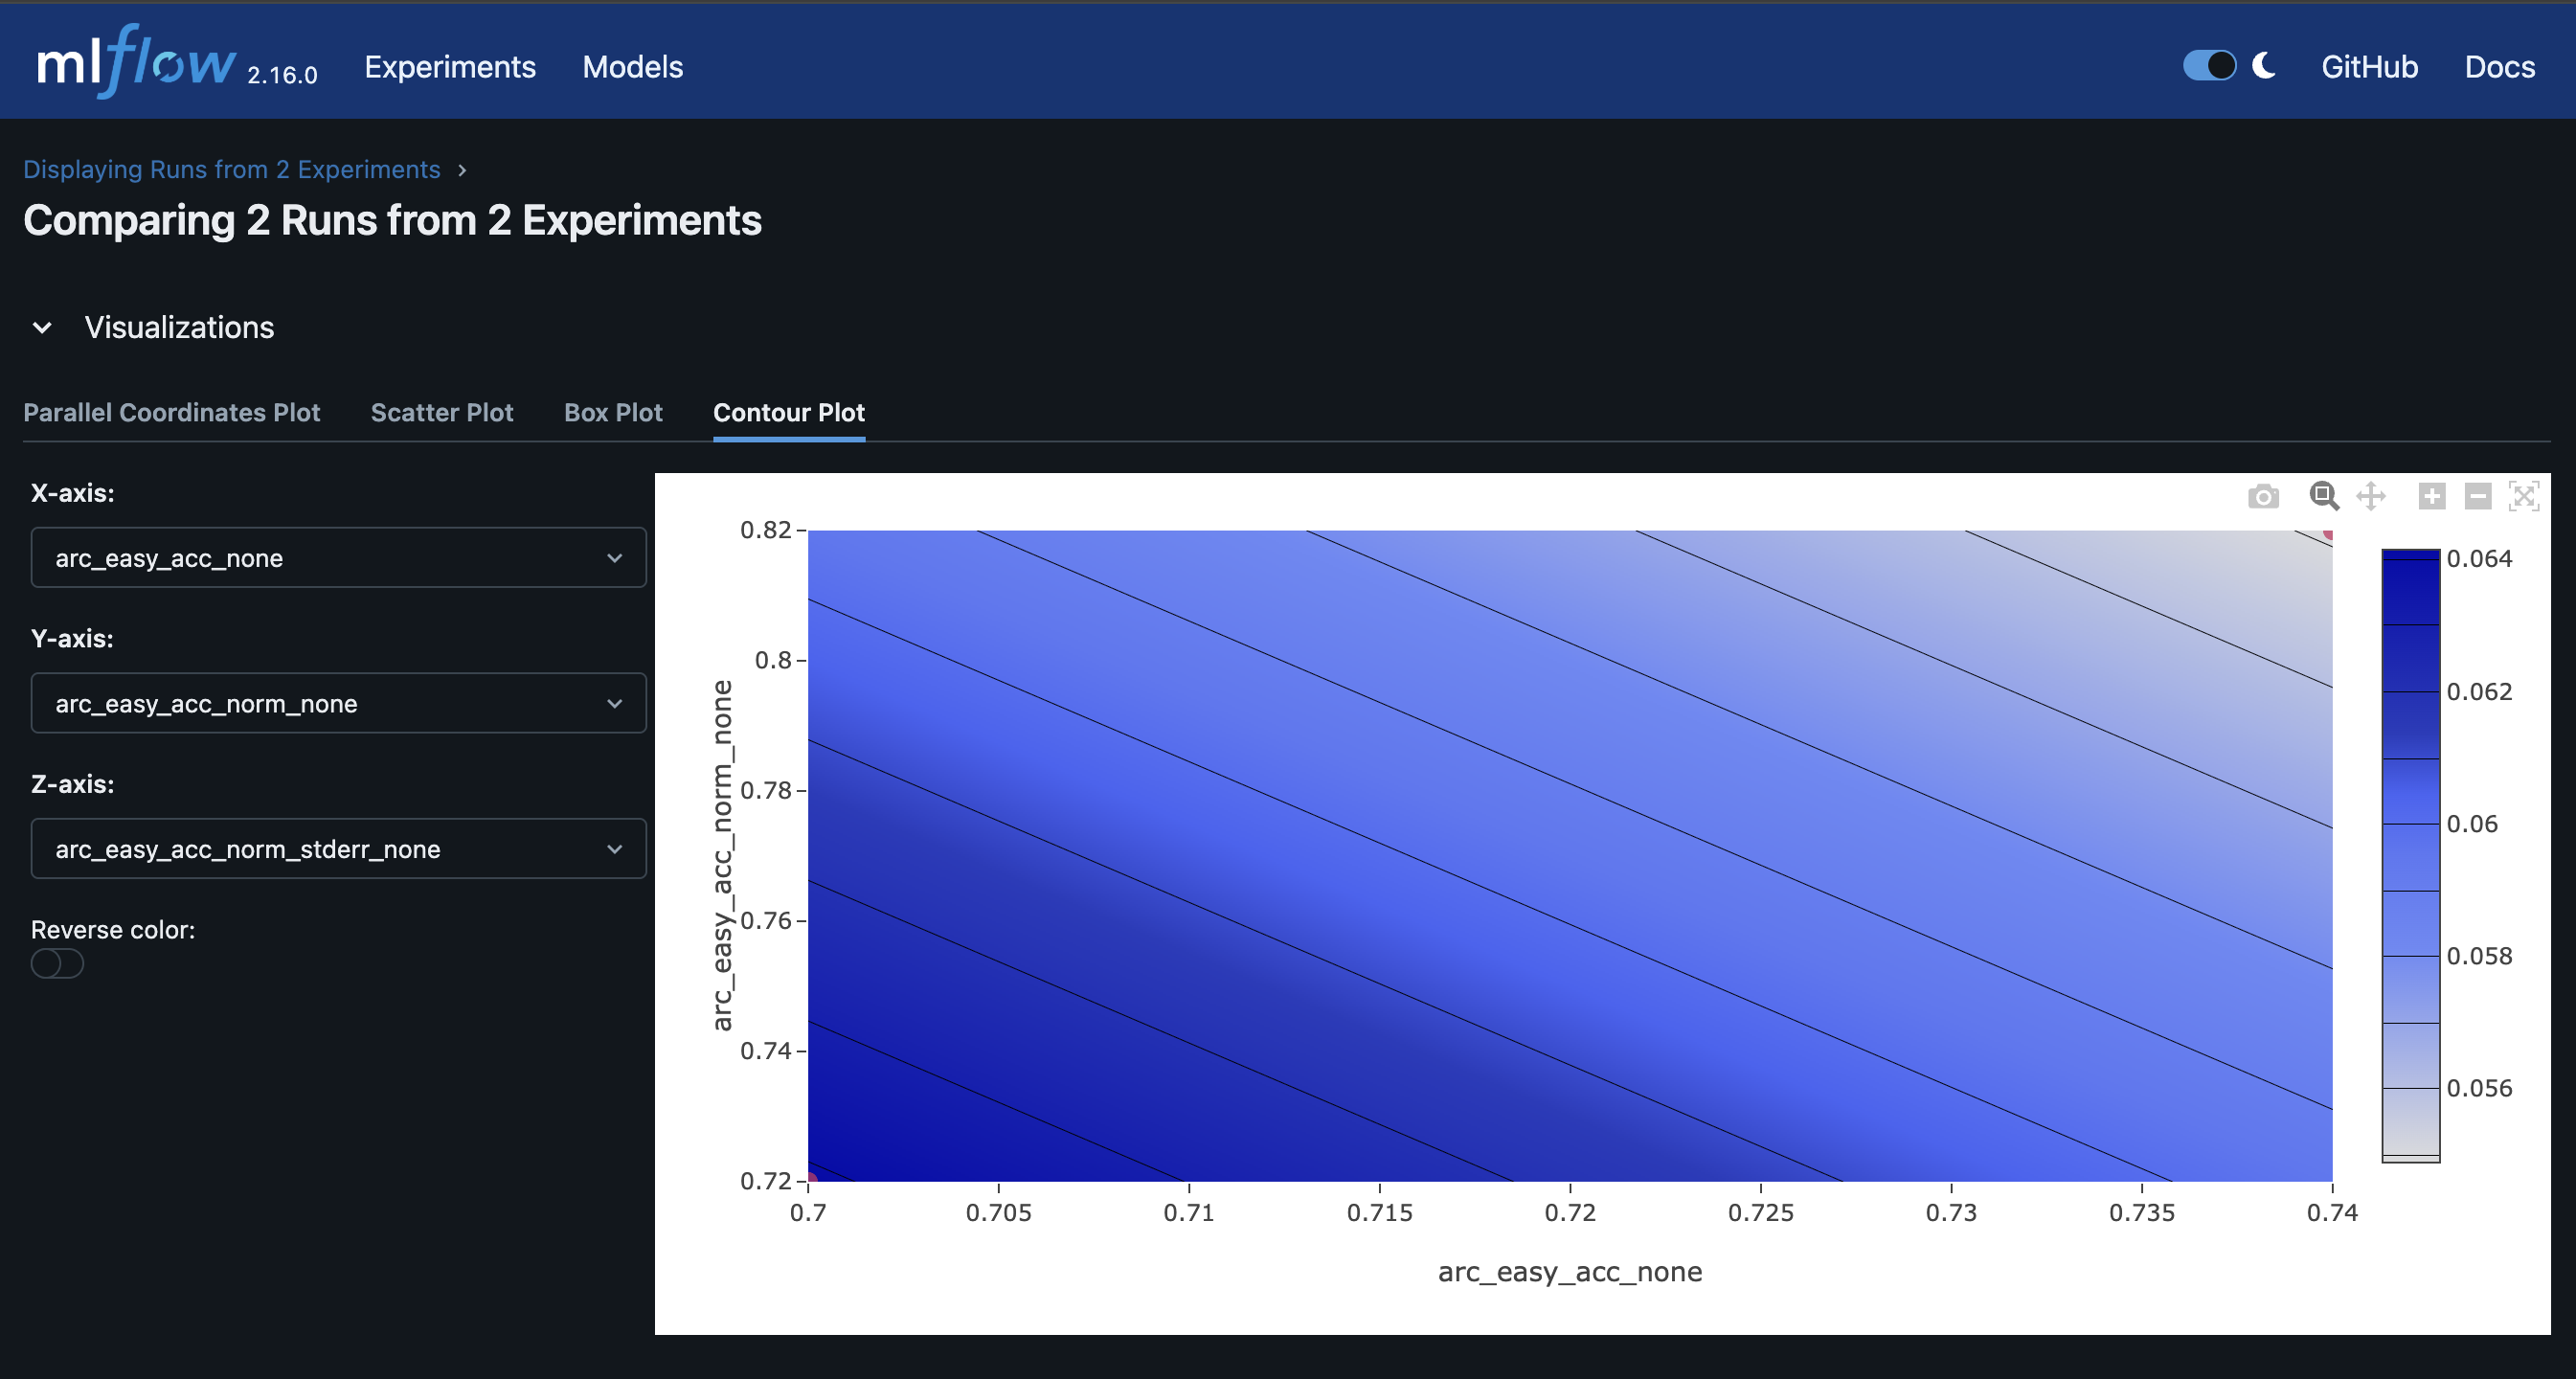 mlflow 2.16.0 Experiments Models GitHub Docs
Displaying Runs from 2 Experiments
Comparing 2 Runs from 2 Experiments
Visualizations
Parallel Coordinates Plot Scatter Plot Box Plot Contour Plot
X-axis:
arc_easy_acc_none
Y-axis:
arc_easy_acc_norm_none
Z-axis:
arc_easy_acc_norm_stderr_none
Reverse color:
arc_easy_acc_norm_none
0.82
0.8
0.78
0.76
0.74
0.72
0.7 0.705 0.71 0.715 0.72 0.725 0.73 0.735 0.74
arc_easy_acc_none
0.064
0.062
0.06
0.058
0.056